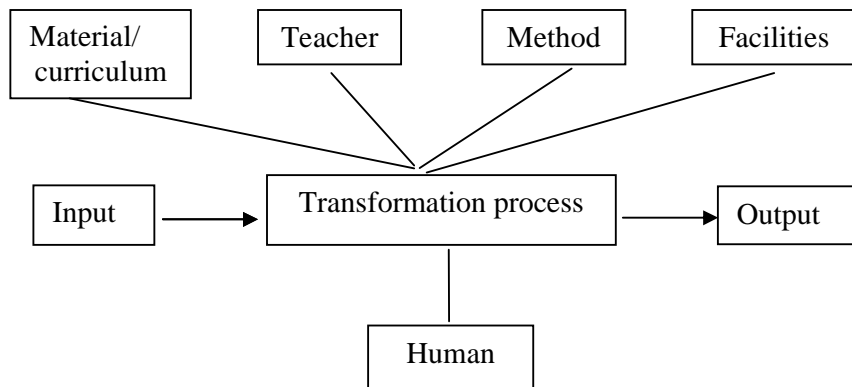 Material/
curriculum
Teacher
Method
Facilities
Input
Transformation process
Output
Human